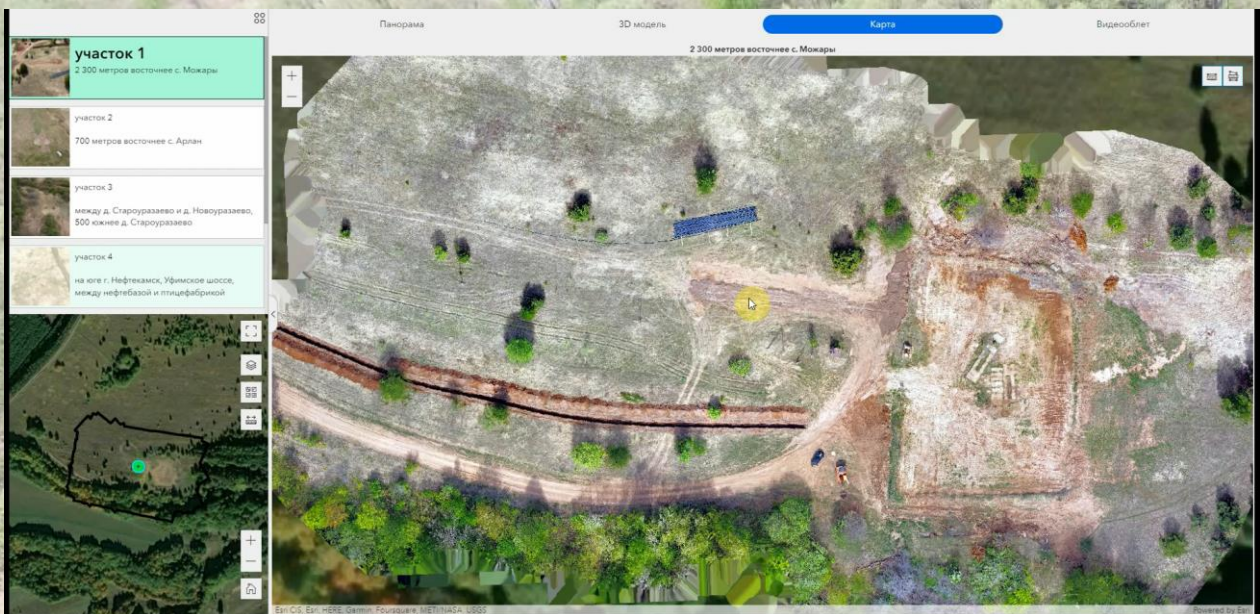 Панорама
3D модель
Карта
Видеооблет
2 300 метров восточнее с. Можары
участок 1
2 300 метров восточнее с. Можары
участок 2
700 метров восточнее с. Арлан
участок 3
между д. Староуразаево и д. Новоуразаево,
500 южнее д. Староуразаево
участок 4
на юге г. Нефтекамск, Уфимское шоссе,
между нефтебазой и птицефабрикой
Esri CIS, Esri, HERE, Garmin, Foursquare, METI/NASA, USGS
Powered by